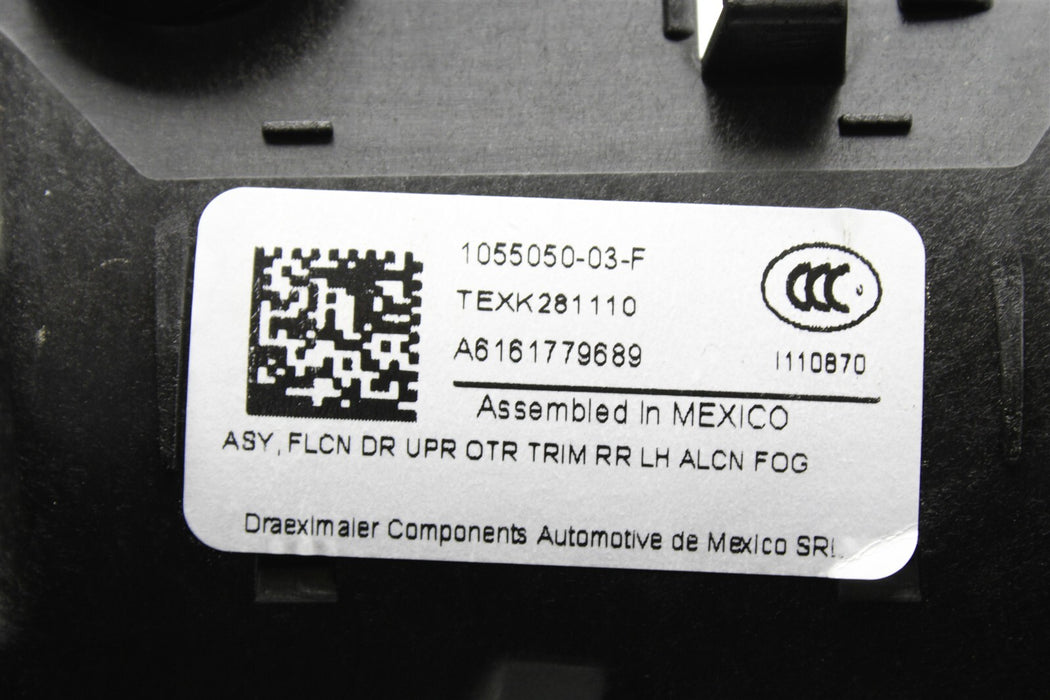 1055050-03-F
TEXK281110
A6161779689
CCC
I110870
Assembled In MEXICO
ASY, FLCN DR UPR OTR TRIM RR LH ALCN FOG
Draexlmaier Components Automotive de Mexico SRL